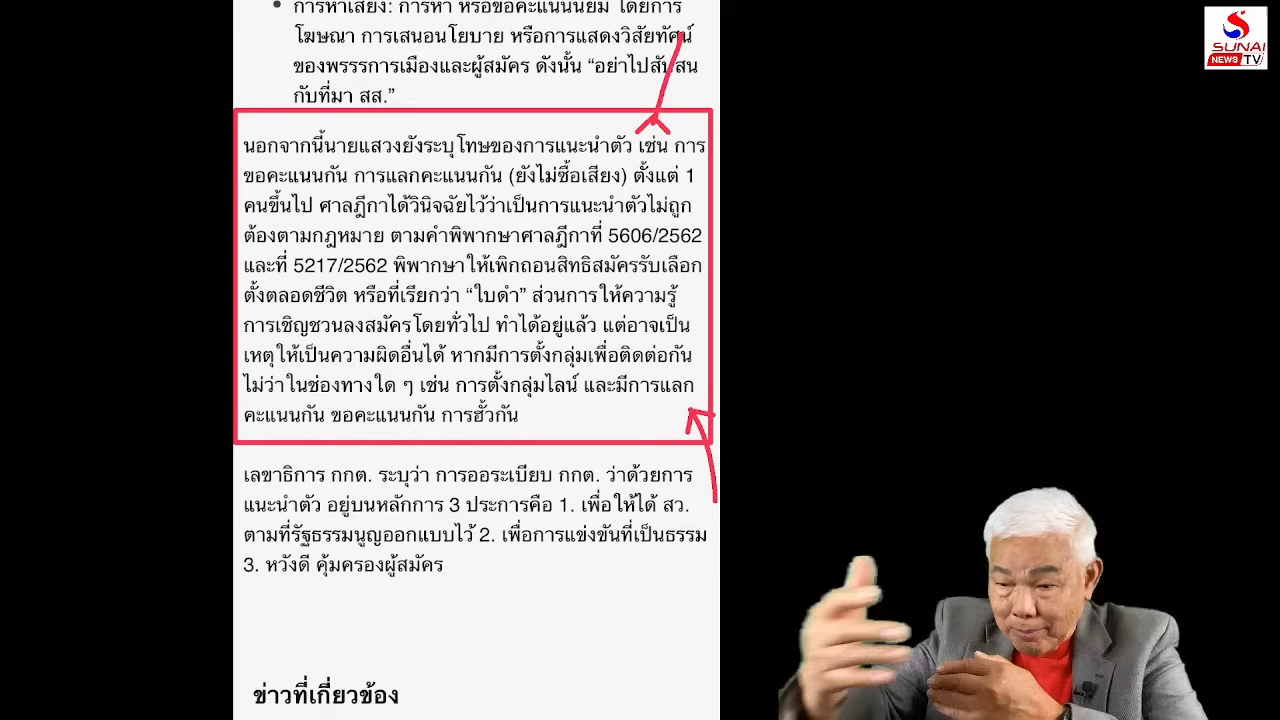 การหาเสียง: การหา หรือขอคะแนนนิยม โดยการ
โฆษณา การเสนอนโยบาย หรือการแสดงวิสัยทัศน์
ของพรรรการเมืองและผู้สมัคร ดังนั้น “อย่าไปสับสน
กับที่มา สส.”
นอกจากนี้นายแสวงยังระบุโทษของการแนะนำตัว เช่น การ
ขอคะแนนกัน การแลกคะแนนกัน (ยังไม่ซื้อเสียง) ตั้งแต่ 1
คนขึ้นไป ศาลฎีกาได้วินิจฉัยไว้ว่าเป็นการแนะนำตัวไม่ถูก
ต้องตามกฎหมาย ตามคำพิพากษาศาลฎีกาที่ 5606/2562
และที่ 5217/2562 พิพากษาให้เพิกถอนสิทธิสมัครรับเลือก
ตั้งตลอดชีวิต หรือที่เรียกว่า “ใบดำ” ส่วนการให้ความรู้
การเชิญชวนลงสมัครโดยทั่วไป ทำได้อยู่แล้ว แต่อาจเป็น
เหตุให้เป็นความผิดอื่นได้ หากมีการตั้งกลุ่มเพื่อติดต่อกัน
ไม่ว่าในช่องทางใด ๆ เช่น การตั้งกลุ่มไลน์ และมีการแลก
คะแนนกัน ขอคะแนนกัน การฮั้วกัน
เลขาธิการ กกต. ระบุว่า การออระเบียบ กกต. ว่าด้วยการ
แนะนำตัว อยู่บนหลักการ 3 ประการคือ 1. เพื่อให้ได้ สว.
ตามที่รัฐธรรมนูญออกแบบไว้ 2. เพื่อการแข่งขันที่เป็นธรรม
3. หวังดี คุ้มครองผู้สมัคร
ข่าวที่เกี่ยวข้อง
SUNAI
NEWS TV